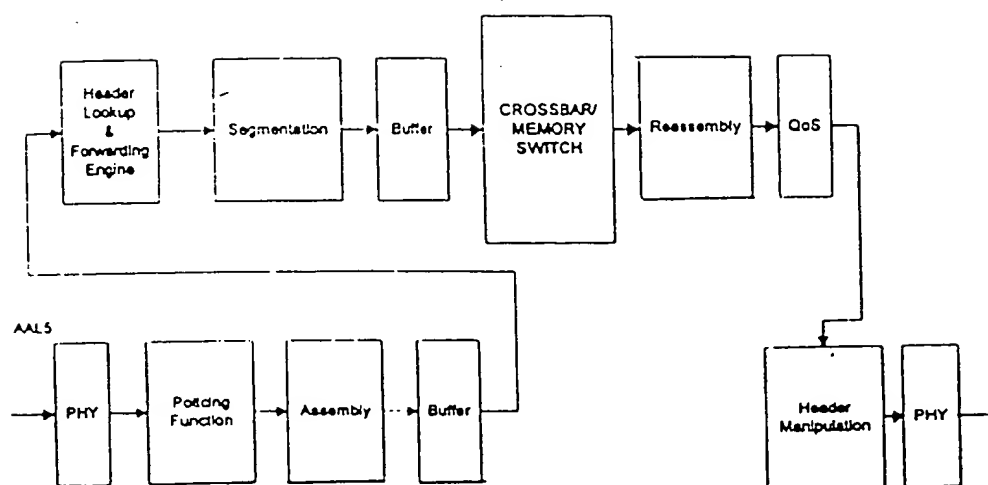 Header
Lookup
&
Forwarding
Engine
Segmentation
Buffer
CROSSBAR/
MEMORY
SWITCH
Reassembly
QoS
AAL5
PHY
Policing
Function
Assembly
Buffer
Header
Manipulation
PHY